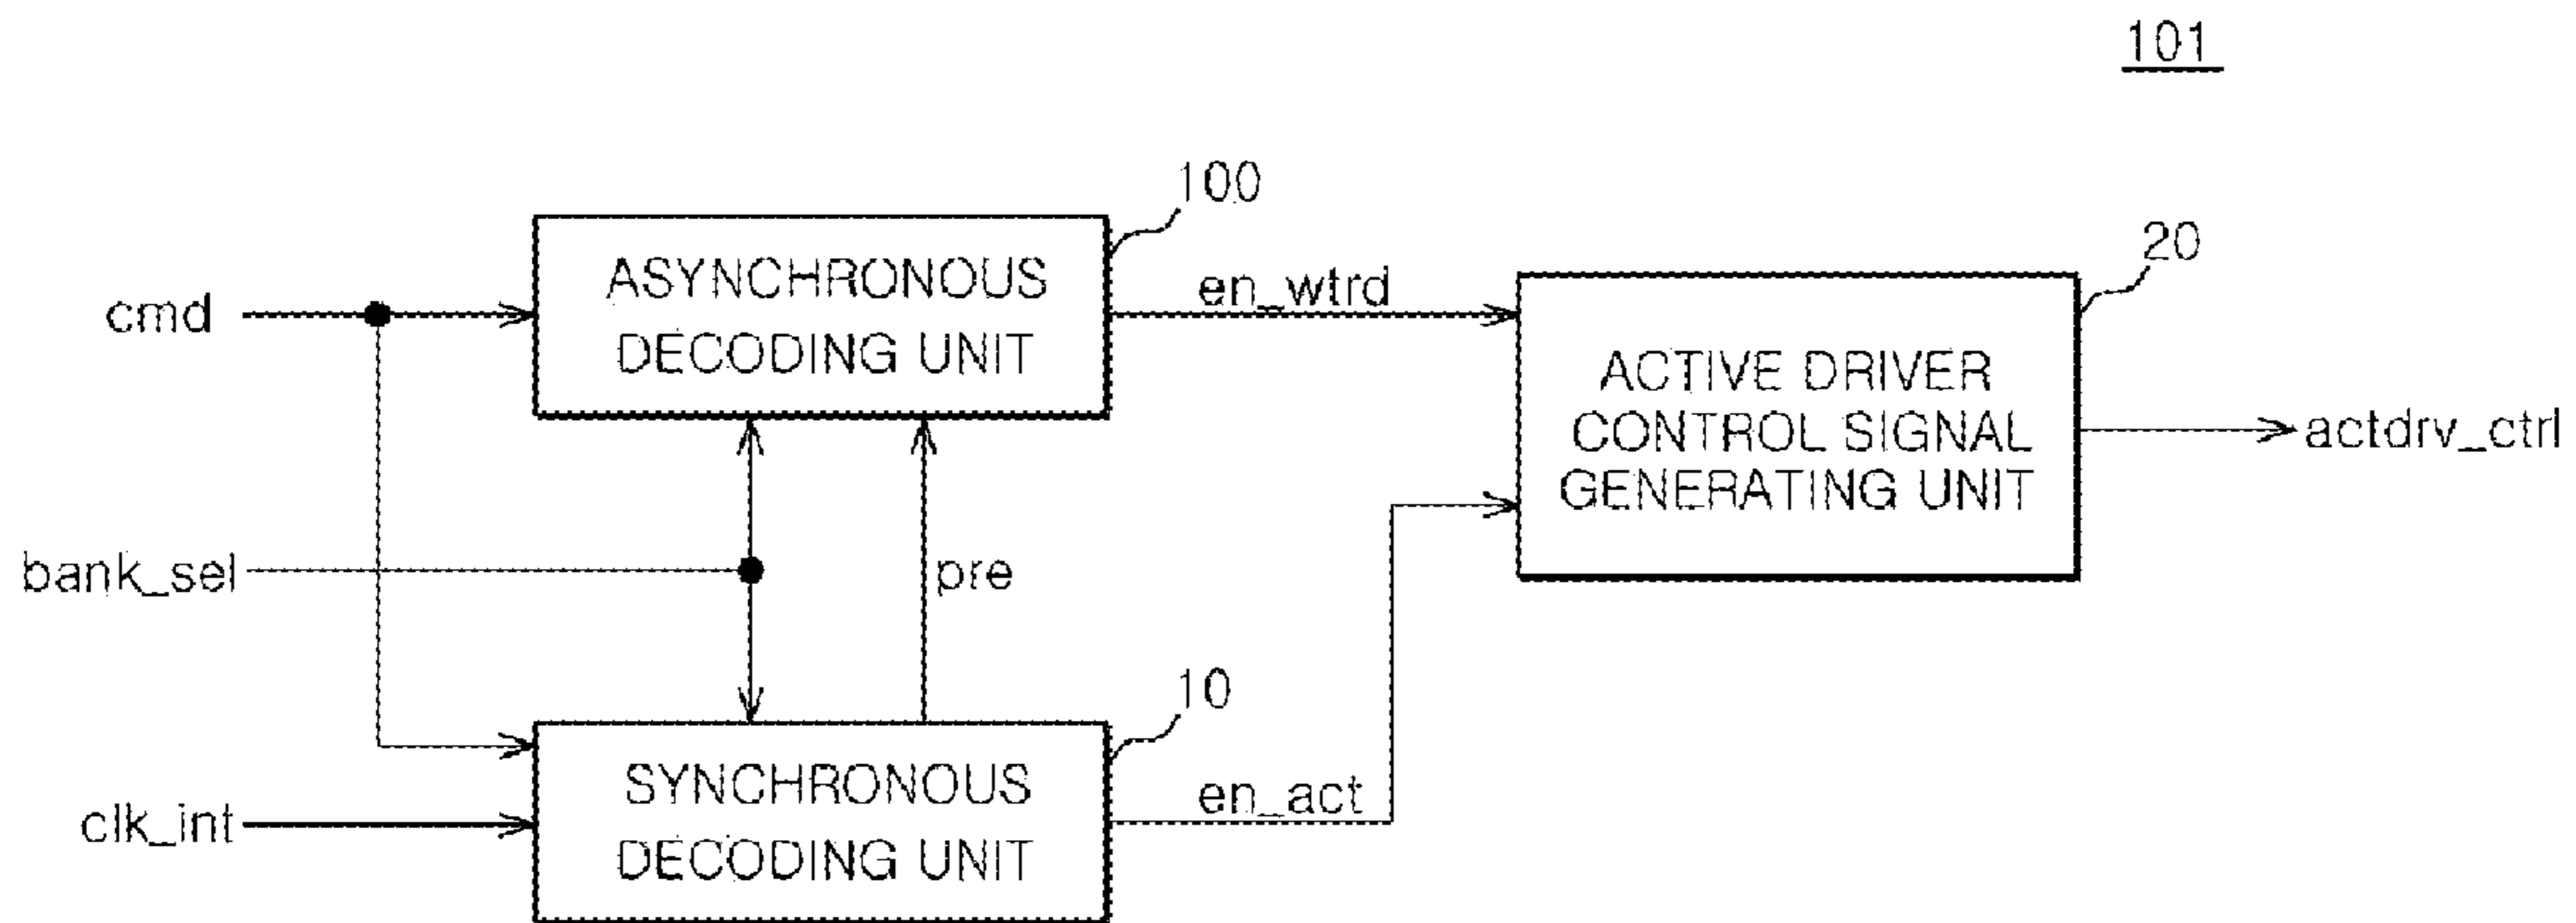 101
100
ASYNCHRONOUS
DECODING UNIT
cmd
en_wtrd
20
ACTIVE DRIVER
CONTROL SIGNAL
GENERATING UNIT
actdrv_ctrl
bank_sel
pre
10
SYNCHRONOUS
DECODING UNIT
clk_int
en_act